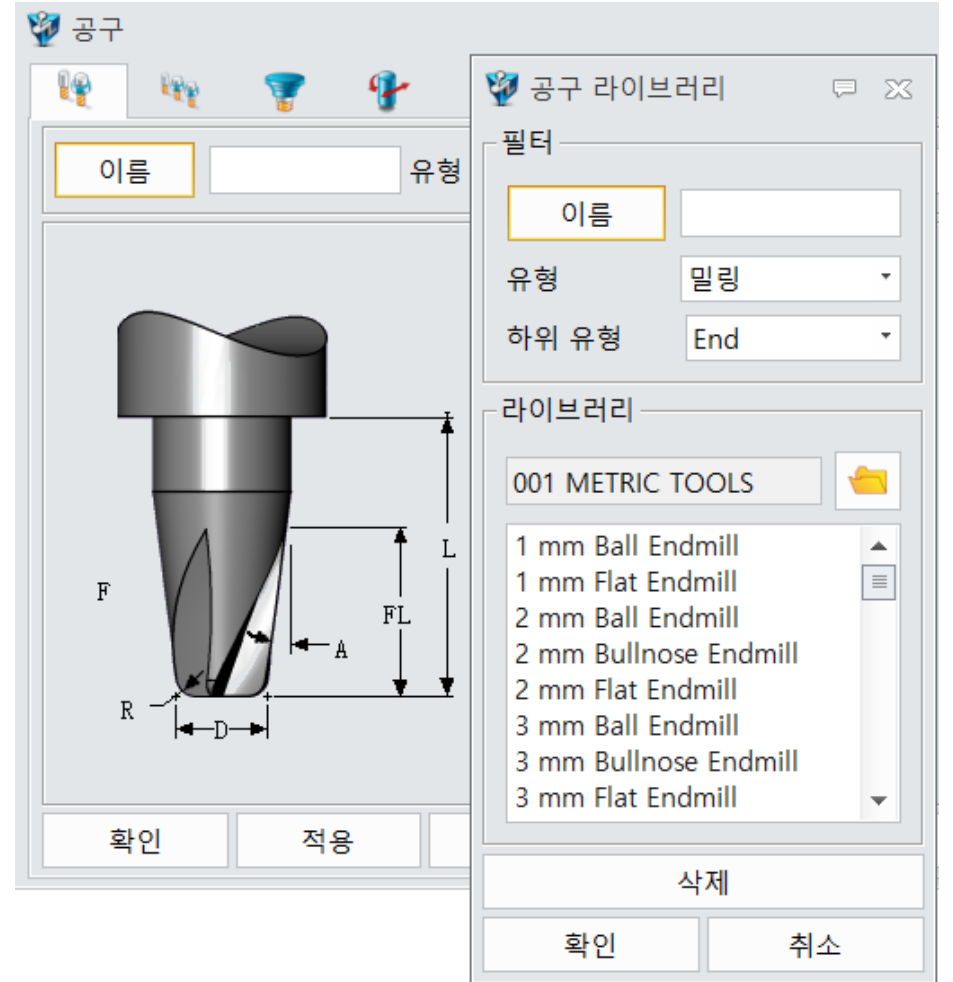 공구
이름
유형
F
L
FL
A
R
D
확인
적용
공구 라이브러리
필터
이름
유형
밀링
하위 유형
End
라이브러리
001 METRIC TOOLS
1 mm Ball Endmill
1 mm Flat Endmill
2 mm Ball Endmill
2 mm Bullnose Endmill
2 mm Flat Endmill
3 mm Ball Endmill
3 mm Bullnose Endmill
3 mm Flat Endmill
삭제
확인
취소